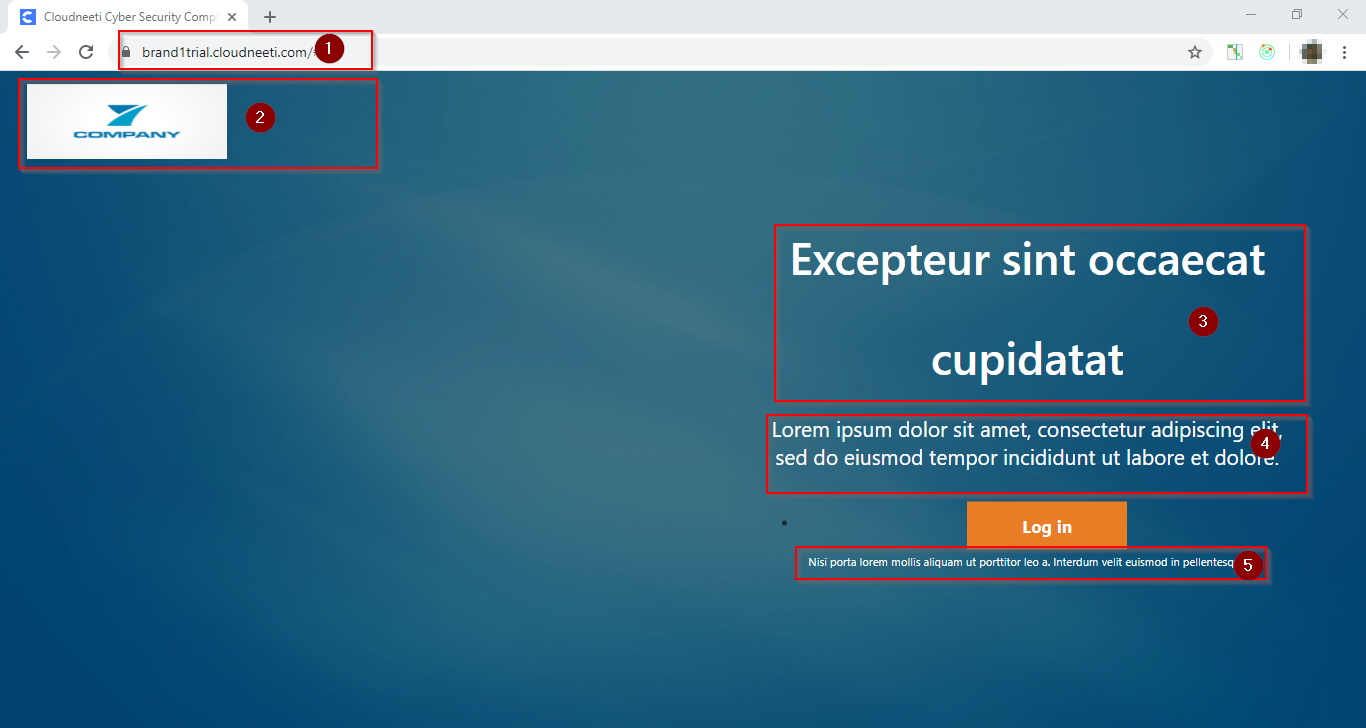 Cloudneeti Cyber Security Compl
brand1trial.cloudneeti.com/
1
COMPANY
2
Excepteur sint occaecat
3
cupidatat
Lorem ipsum dolor sit amet, consectetur adipiscing elit,
4
sed do eiusmod tempor incididunt ut labore et dolore.
Log in
Nisi porta lorem mollis aliquam ut porttitor leo a. Interdum velit euismod in
5